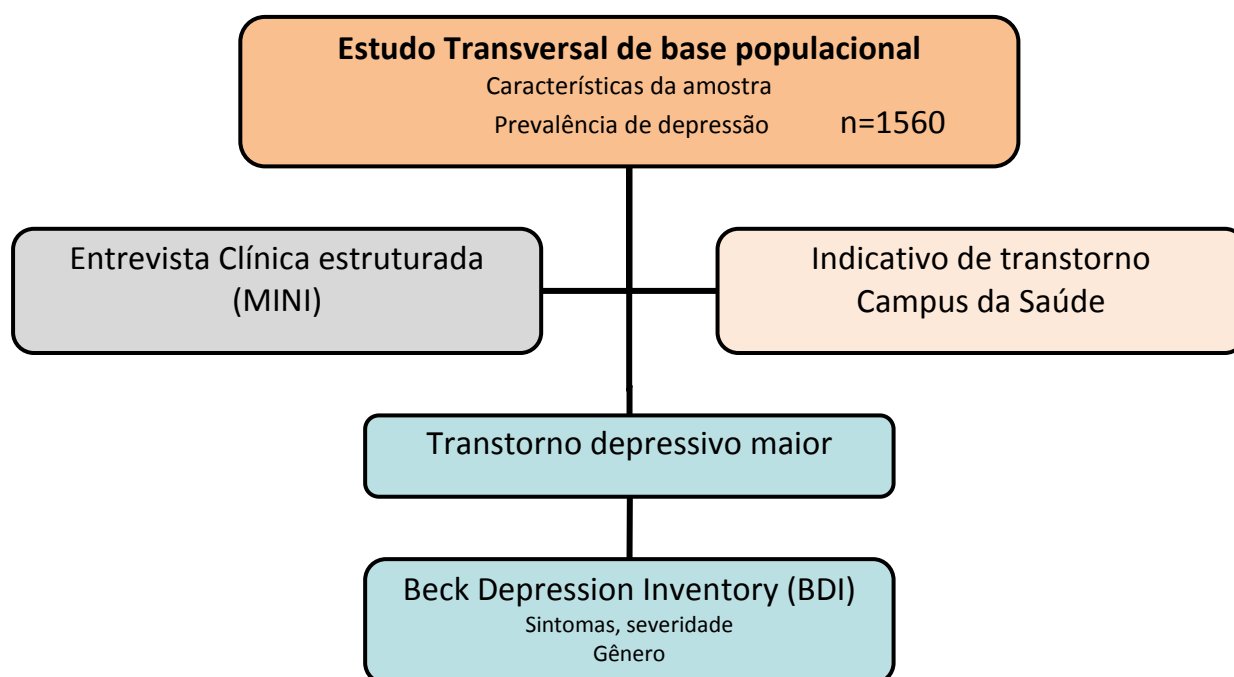 Estudo Transversal de base populacional
Características da amostra
Prevalência de depressão n=1560
Entrevista Clínica estruturada
(MINI)
Indicativo de transtorno
Campus da Saúde
Transtorno depressivo maior
Beck Depression Inventory (BDI)
Sintomas, severidade
Gênero